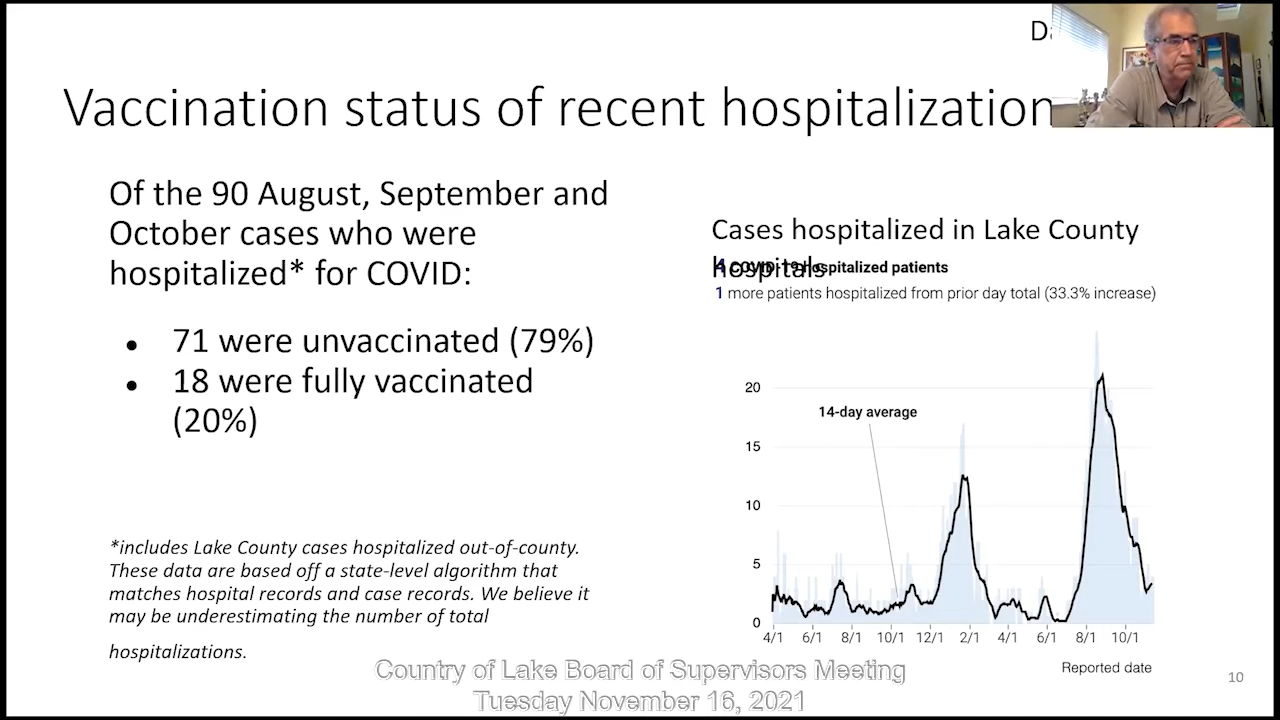 Vaccination status of recent hospitalization
Of the 90 August, September and
October cases who were
hospitalized* for COVID:
● 71 were unvaccinated (79%)
● 18 were fully vaccinated
(20%)
*includes Lake County cases hospitalized out-of-county.
These data are based off a state-level algorithm that
matches hospital records and case records. We believe it
may be underestimating the number of total
hospitalizations.
Cases hospitalized in Lake County
hospitals
4 COVID-19 hospitalized patients
1 more patients hospitalized from prior day total (33.3% increase)
14-day average
20
15
10
5
0
4/1 6/1 8/1 10/1 12/1 2/1 4/1 6/1 8/1 10/1
Reported date
Country of Lake Board of Supervisors Meeting
Tuesday November 16, 2021
10